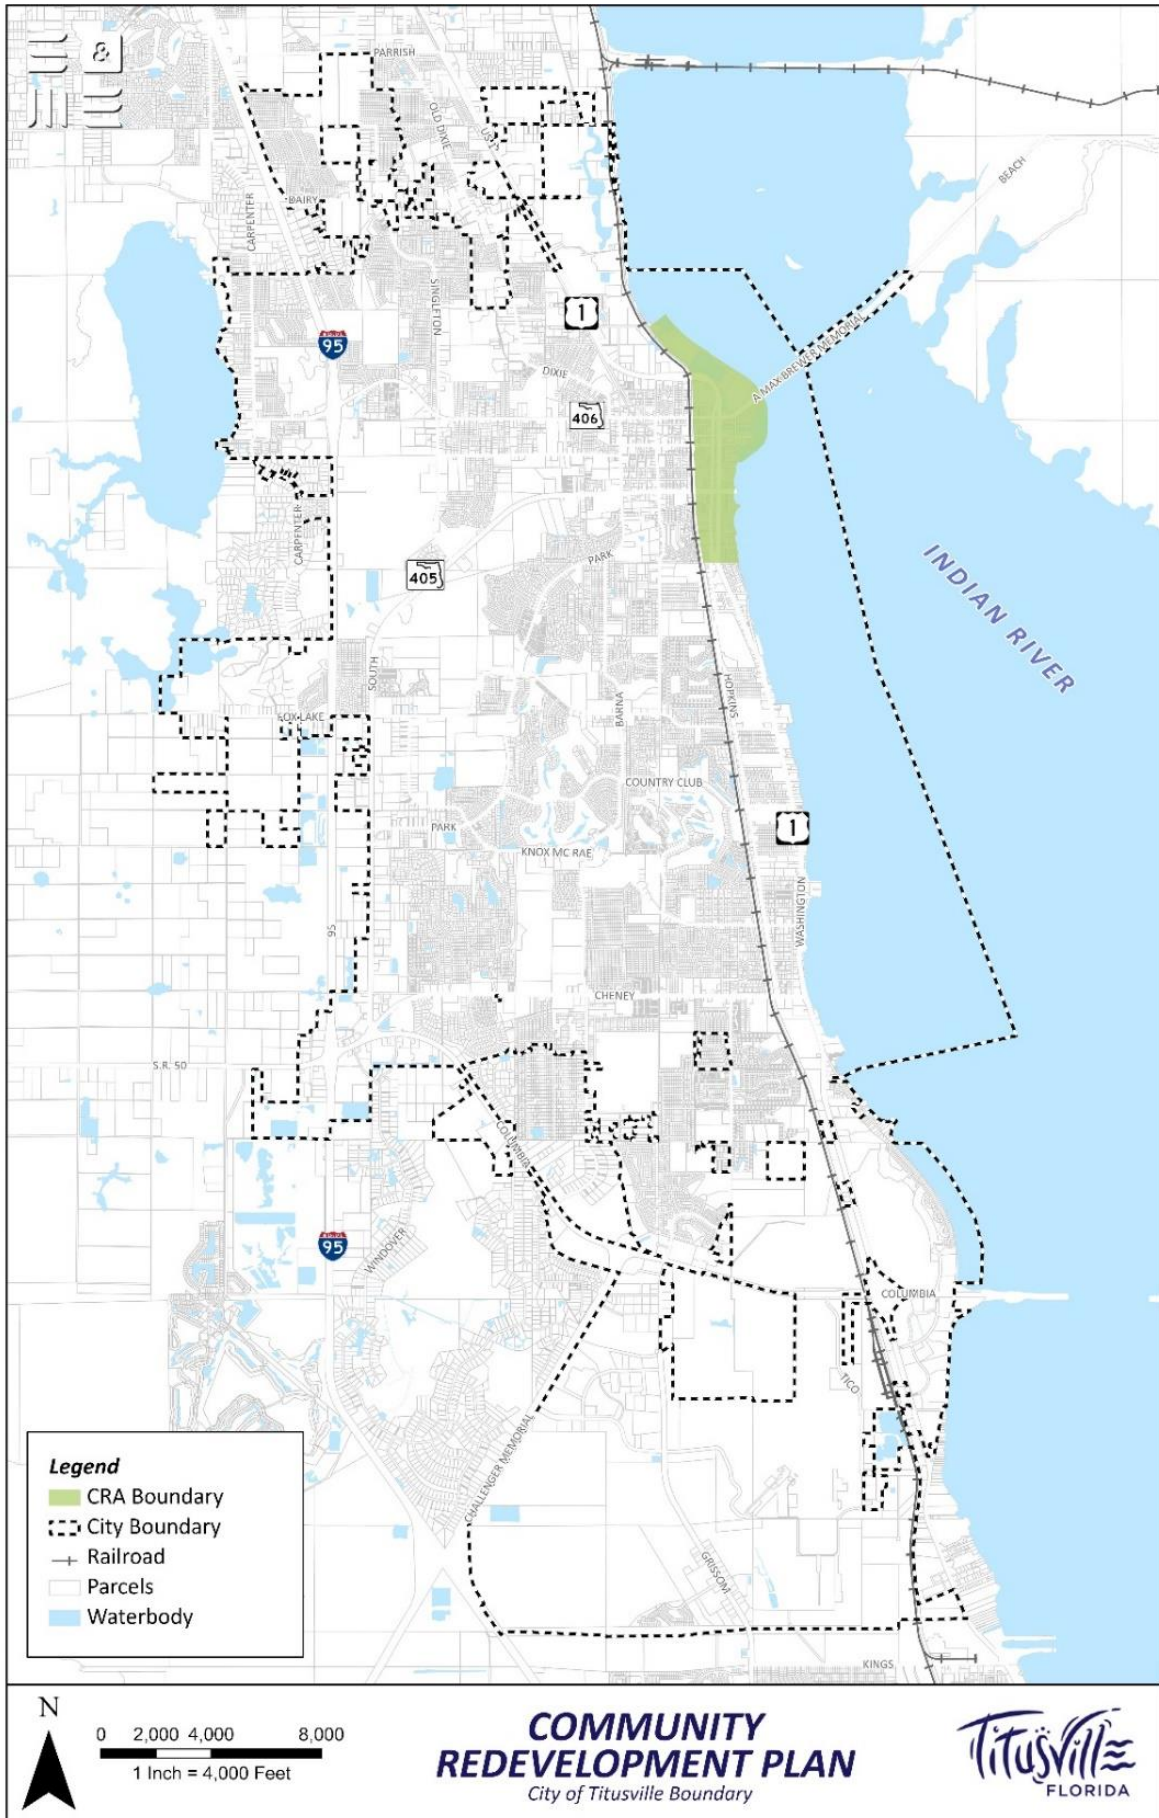 &
PARRISH
OLD DIXIE
US 1
BEACH
DAIRY
CARPENTER
SINGLETON
1
95
A MAX BREWER MEMORIAL
DIXIE
406
CARPENTER
405
PARK
INDIAN RIVER
SOUTH
HOPKINS
BARNA
FOX LAKE
COUNTRY CLUB
PARK
1
KNOX MC RAE
WASHINGTON
95
CHENEY
S.R. 50
COLUMBIA
WINDOVER
95
COLUMBIA
TICO
CHALLENGER MEMORIAL
GRISSOM
KINGS
Legend
CRA Boundary
City Boundary
Railroad
Parcels
Waterbody
N
0 2,000 4,000 8,000
1 Inch = 4,000 Feet
COMMUNITY
REDEVELOPMENT PLAN
City of Titusville Boundary
Titusville
FLORIDA